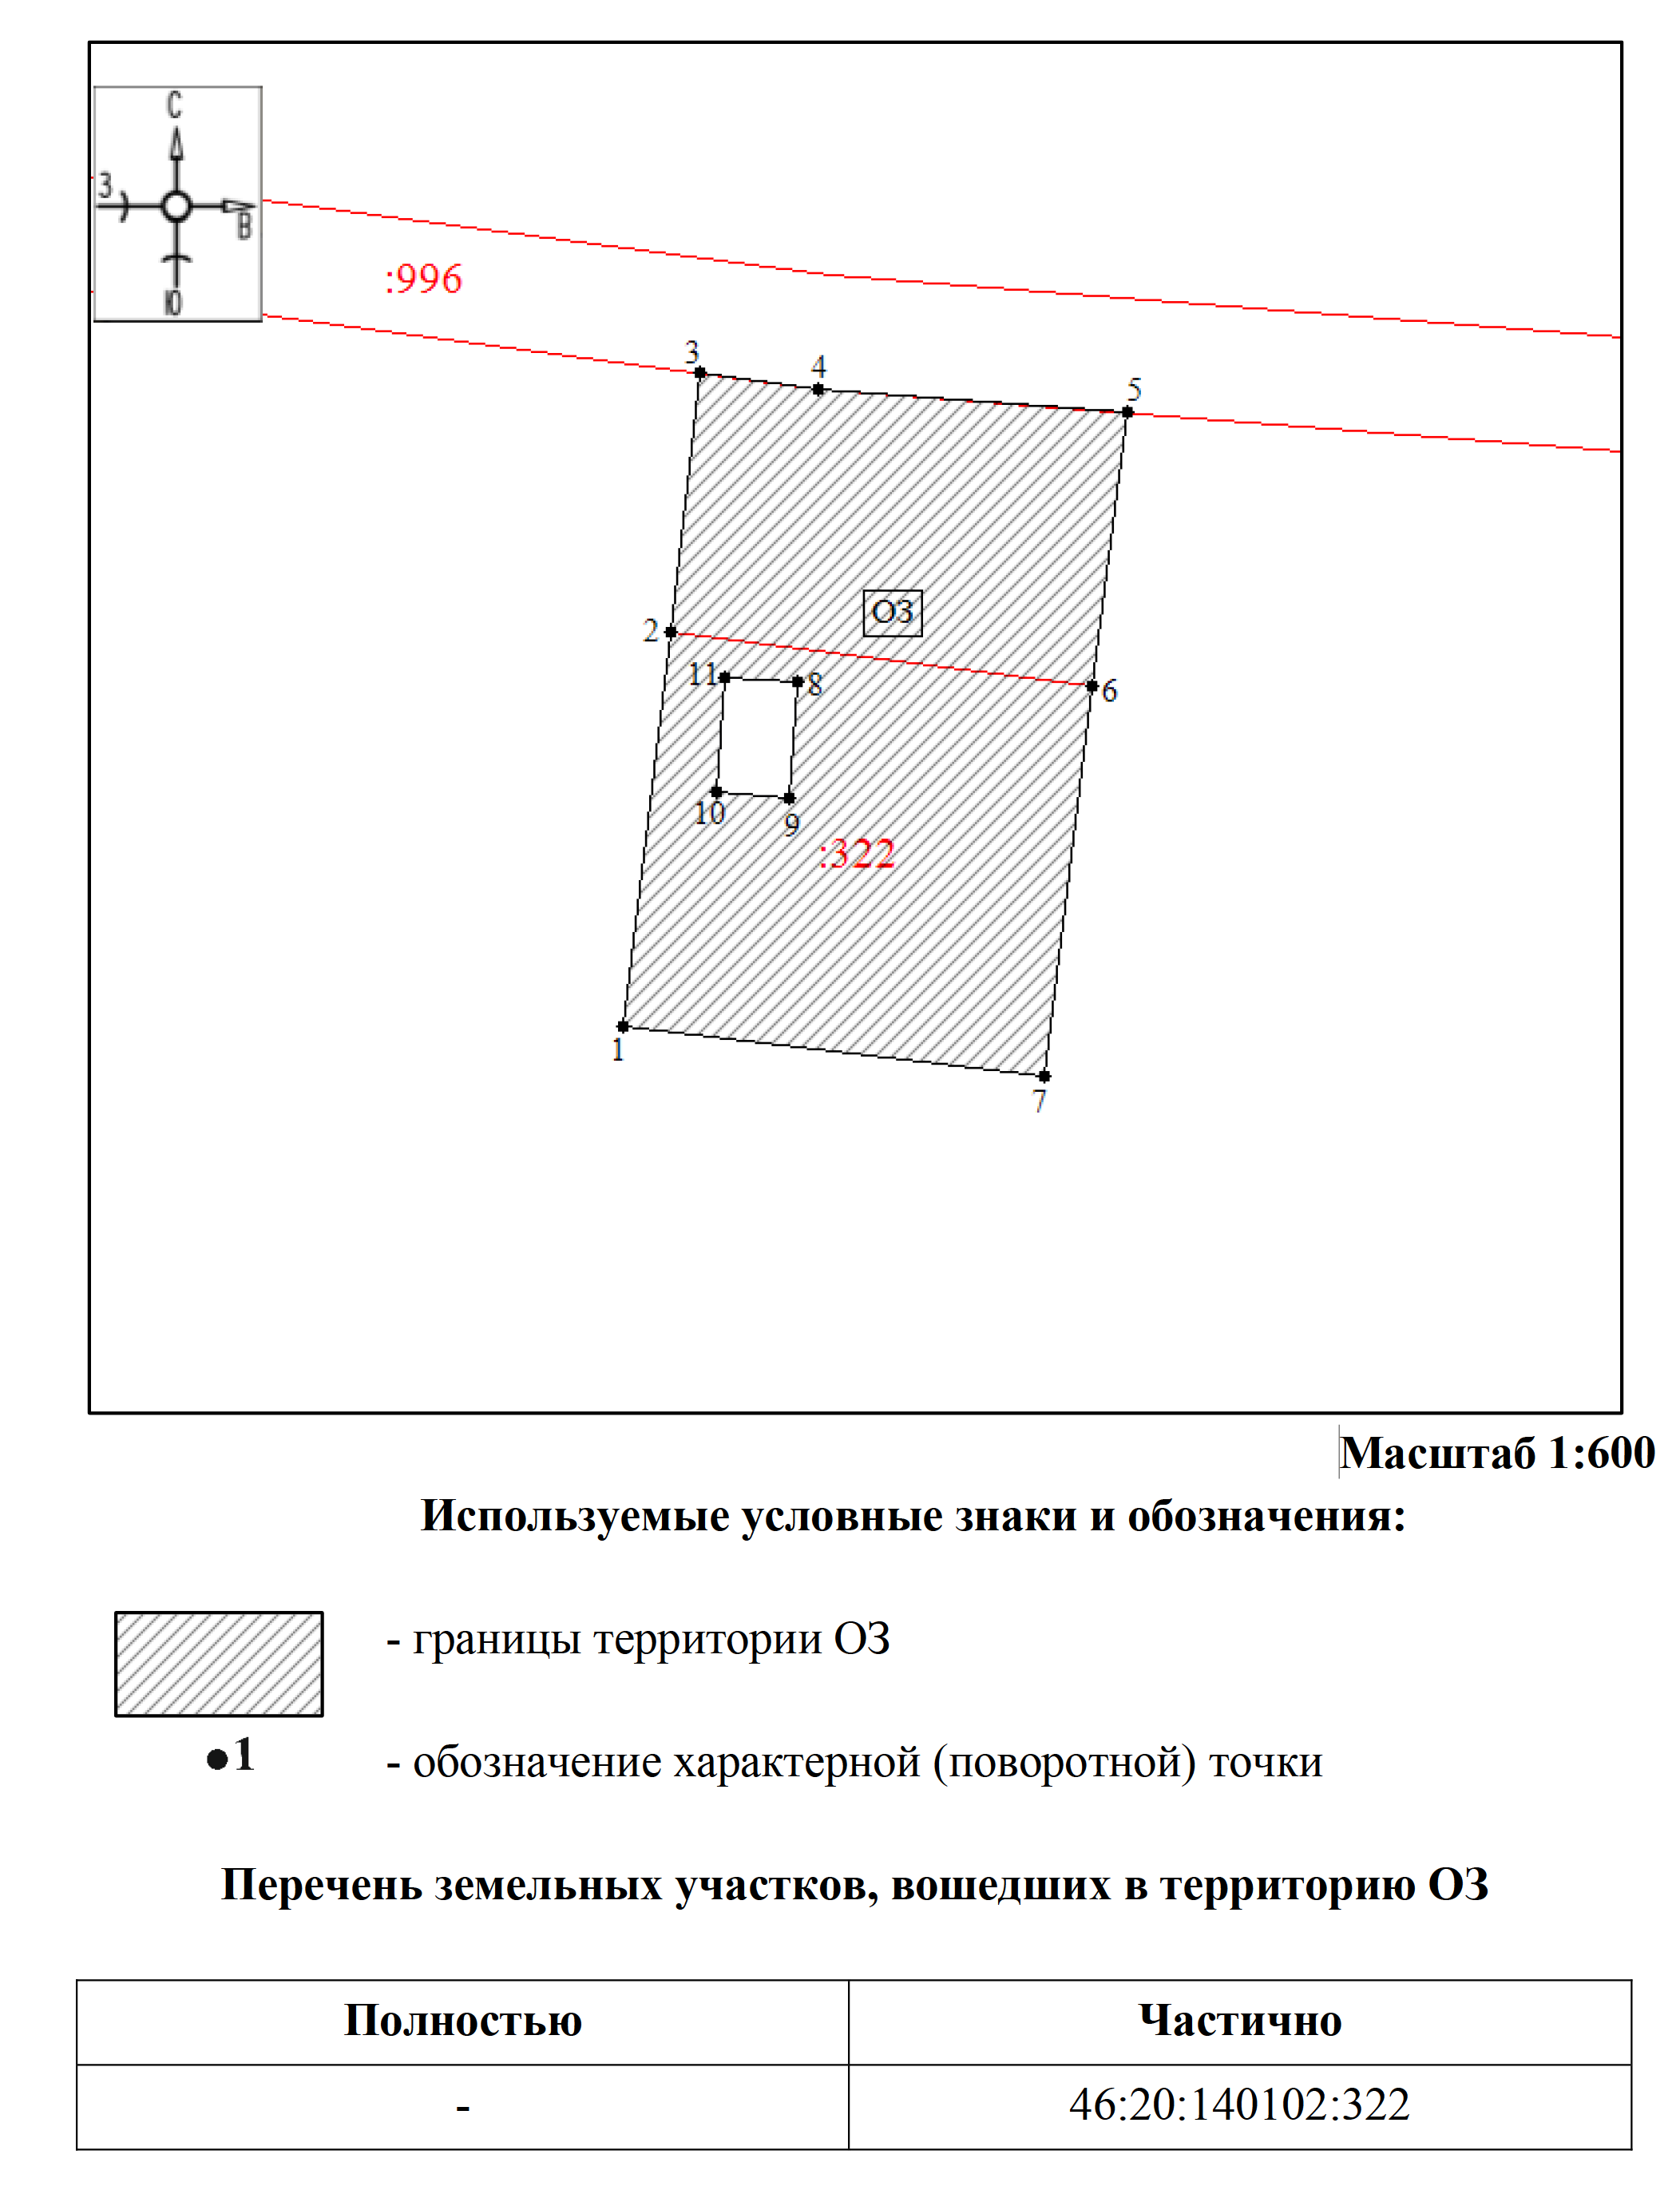 С
З
В
Ю
:996
3
4
5
ОЗ
2
11
8
6
10
9
:322
1
7
Масштаб 1:600
Используемые условные знаки и обозначения:
- границы территории ОЗ
1
- обозначение характерной (поворотной) точки
Перечень земельных участков, вошедших в территорию ОЗ
Полностью
Частично
-
46:20:140102:322